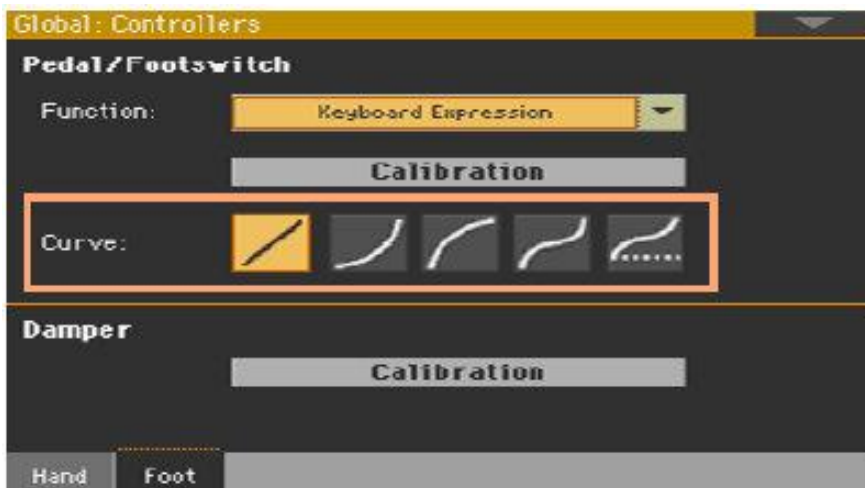 Global: Controllers
Pedal/Footswitch
Function: Keyboard Expression
Calibration
Curve:
Damper
Calibration
Hand Foot